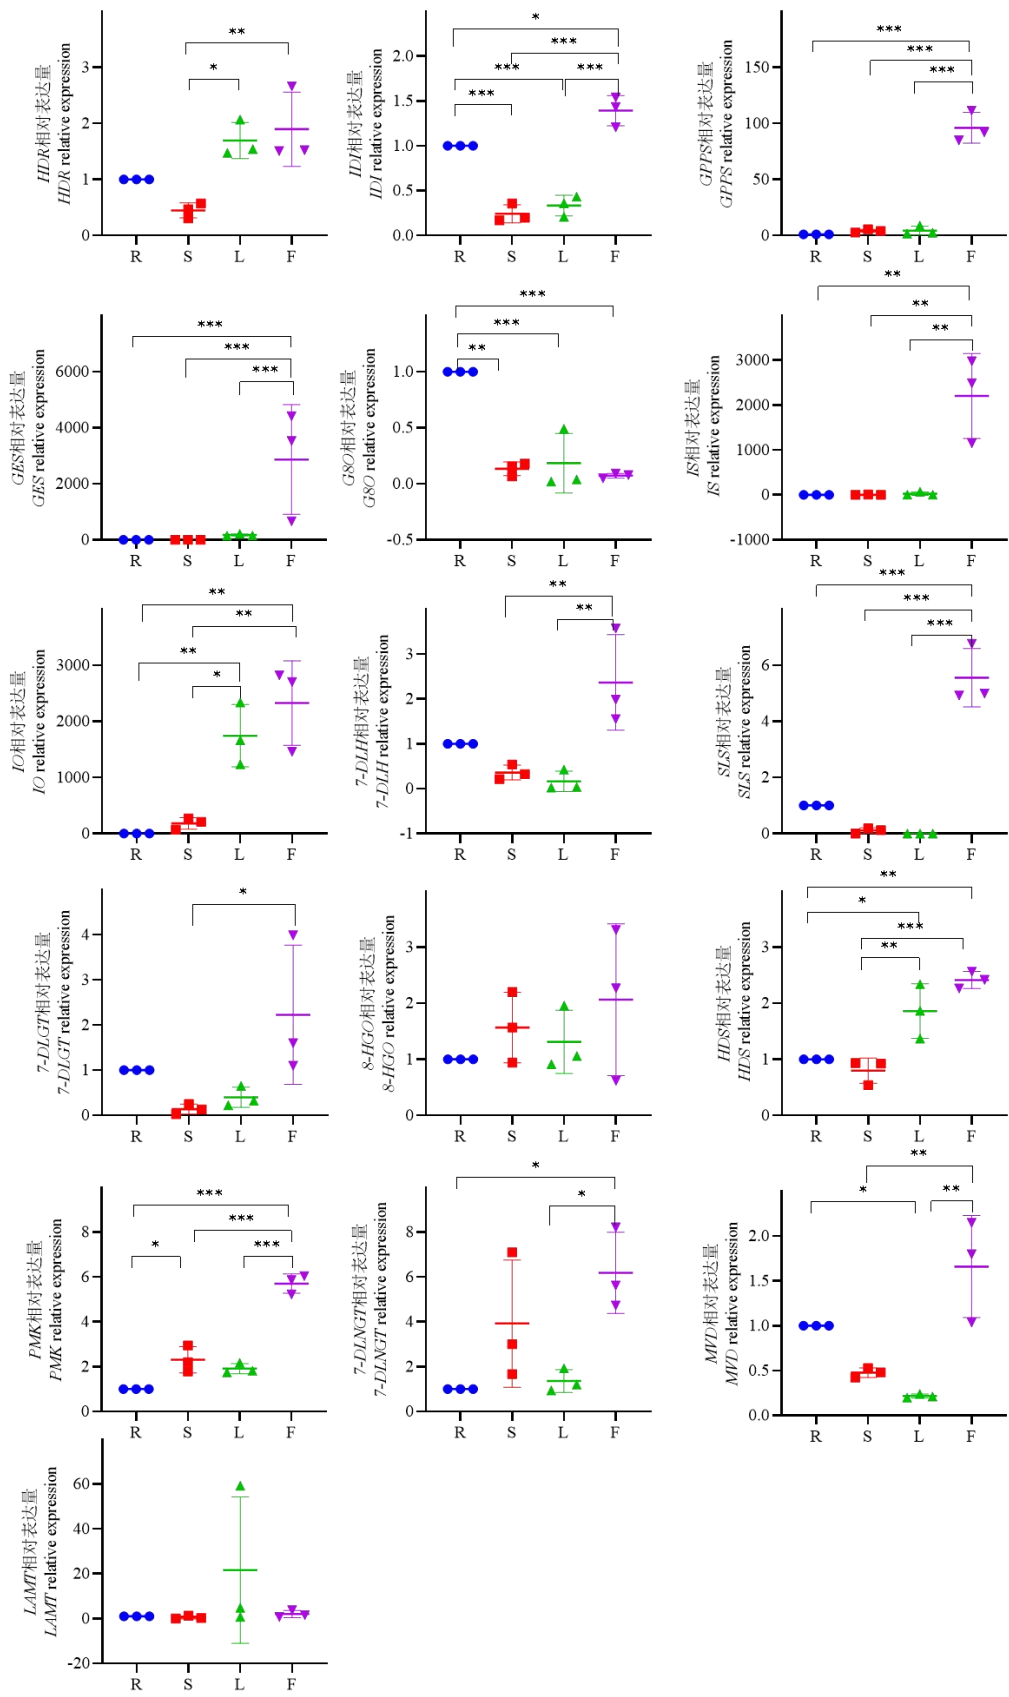 HDR相对表达量
HDR relative expression
**
*
3
2
1
0
R S L F
IDI相对表达量
IDI relative expression
*
***
*** ***
***
2.0
1.5
1.0
0.5
0.0
R S L F
GPPS相对表达量
GPPS relative expression
***
***
***
150
100
50
0
R S L F
GES相对表达量
GES relative expression
***
***
***
6000
4000
2000
0
R S L F
G8O相对表达量
G8O relative expression
***
***
**
1.0
0.5
0.0
-0.5
R S L F
IS相对表达量
IS relative expression
**
**
**
3000
2000
1000
0
-1000
R S L F
IO相对表达量
IO relative expression
**
**
**
*
3000
2000
1000
0
R S L F
7-DLH相对表达量
7-DLH relative expression
**
**
3
2
1
0
-1
R S L F
SLS相对表达量
SLS relative expression
***
***
***
6
4
2
0
R S L F
7-DLGT相对表达量
7-DLGT relative expression
*
4
3
2
1
0
R S L F
8-HGO相对表达量
8-HGO relative expression
3
2
1
0
R S L F
HDS相对表达量
HDS relative expression
**
*
***
**
3
2
1
0
R S L F
PMK相对表达量
PMK relative expression
***
***
* ***
8
6
4
2
0
R S L F
7-DLNGT相对表达量
7-DLNGT relative expression
*
*
8
6
4
2
0
R S L F
MVD相对表达量
MVD relative expression
**
* **
2.0
1.5
1.0
0.5
0.0
R S L F
LAMT相对表达量
LAMT relative expression
60
40
20
0
-20
R S L F